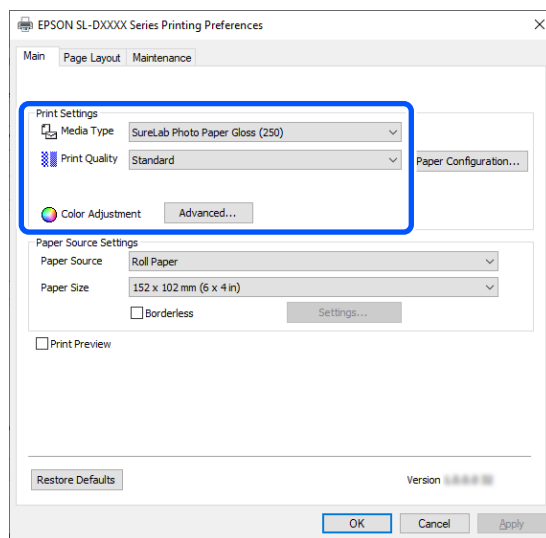 EPSON SL-DXXXX Series Printing Preferences
Main Page Layout Maintenance
Print Settings
Media Type SureLab Photo Paper Gloss (250)
Print Quality Standard Paper Configuration...
Color Adjustment Advanced...
Paper Source Settings
Paper Source Roll Paper
Paper Size 152 x 102 mm (6 x 4 in)
Borderless Settings...
Print Preview
Restore Defaults Version
OK Cancel Apply